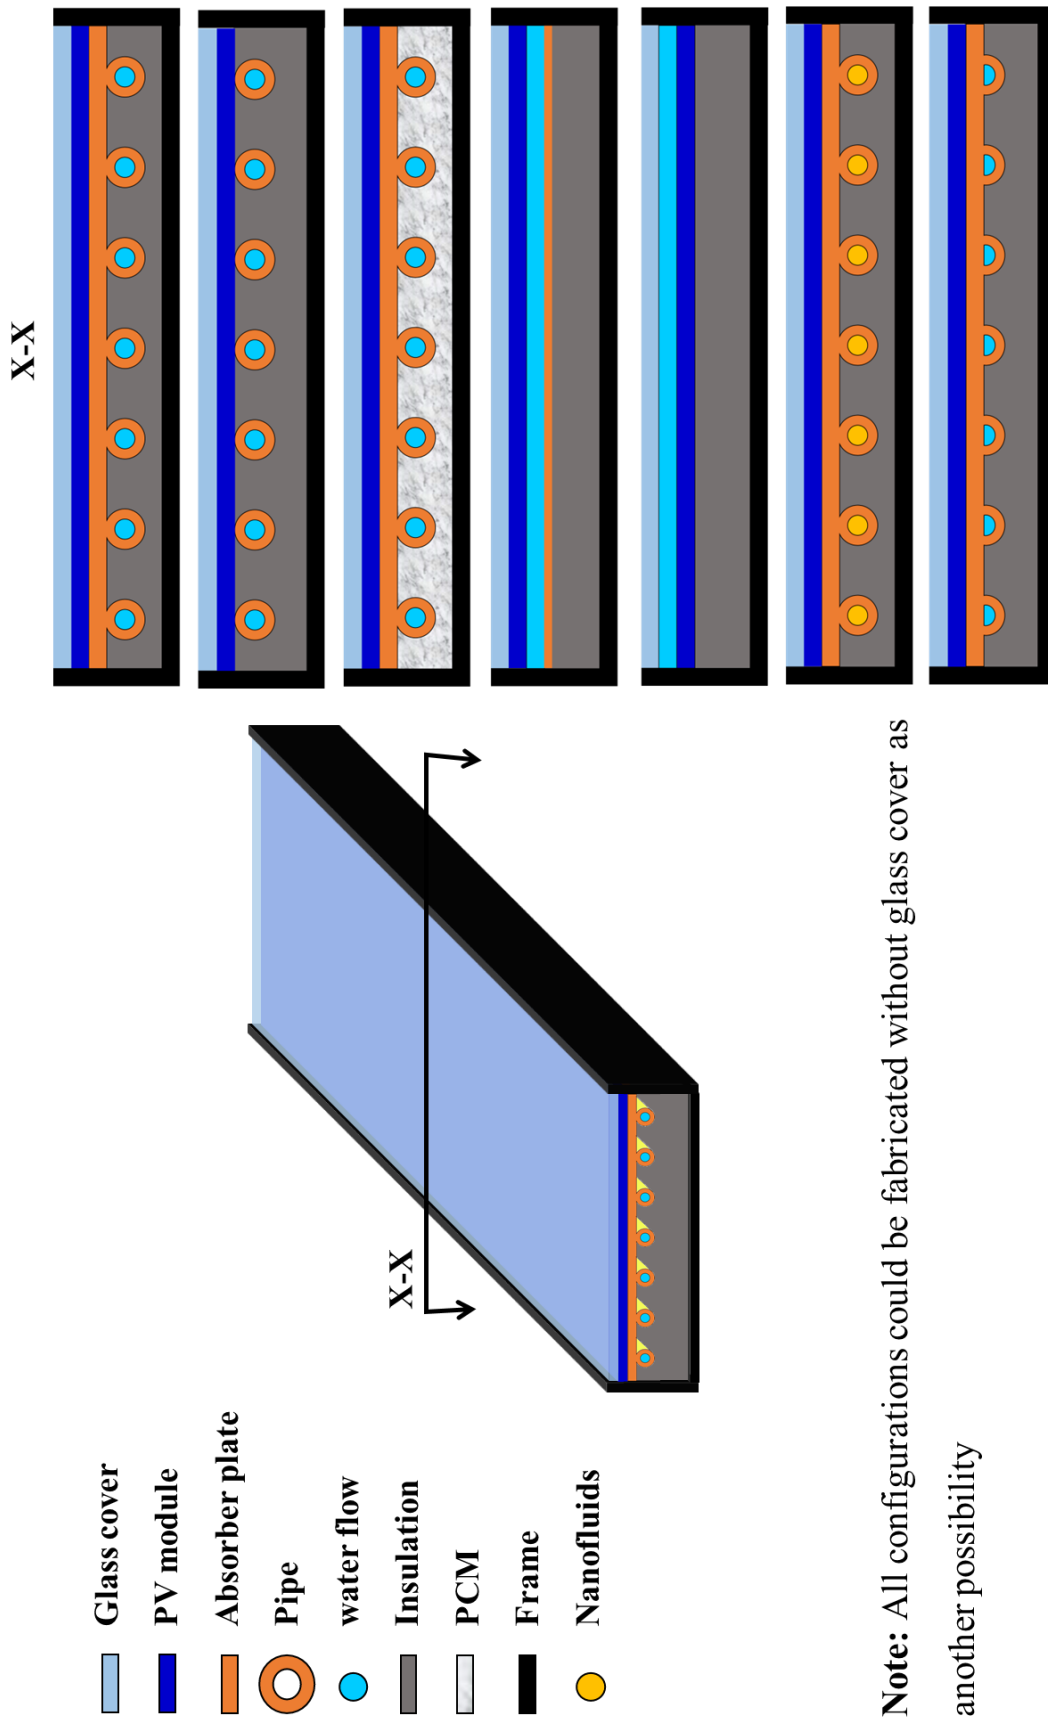 Glass cover
PV module
Absorber plate
Pipe
water flow
Insulation
PCM
Frame
Nanofluids
X-X
X-X
Note: All configurations could be fabricated without glass cover as
another possibility